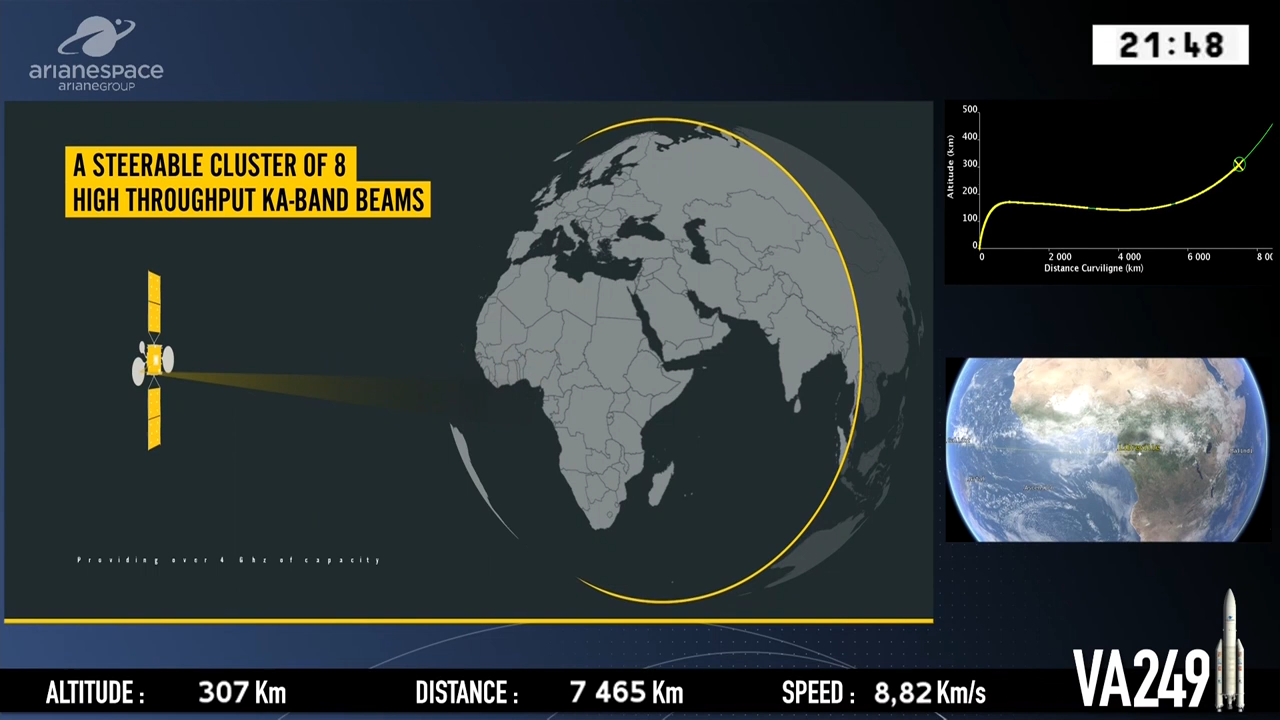 arianespace
arianeGROUP
21:48
A STEERABLE CLUSTER OF 8
HIGH THROUGHPUT KA-BAND BEAMS
Providing over 4 Ghz of capacity
Altitude (km)
500
400
300
200
100
0
0 2 000 4 000 6 000
Distance Curviligne (km)
VA249
ALTITUDE : 307 Km DISTANCE : 7 465 Km SPEED : 8,82 Km/s